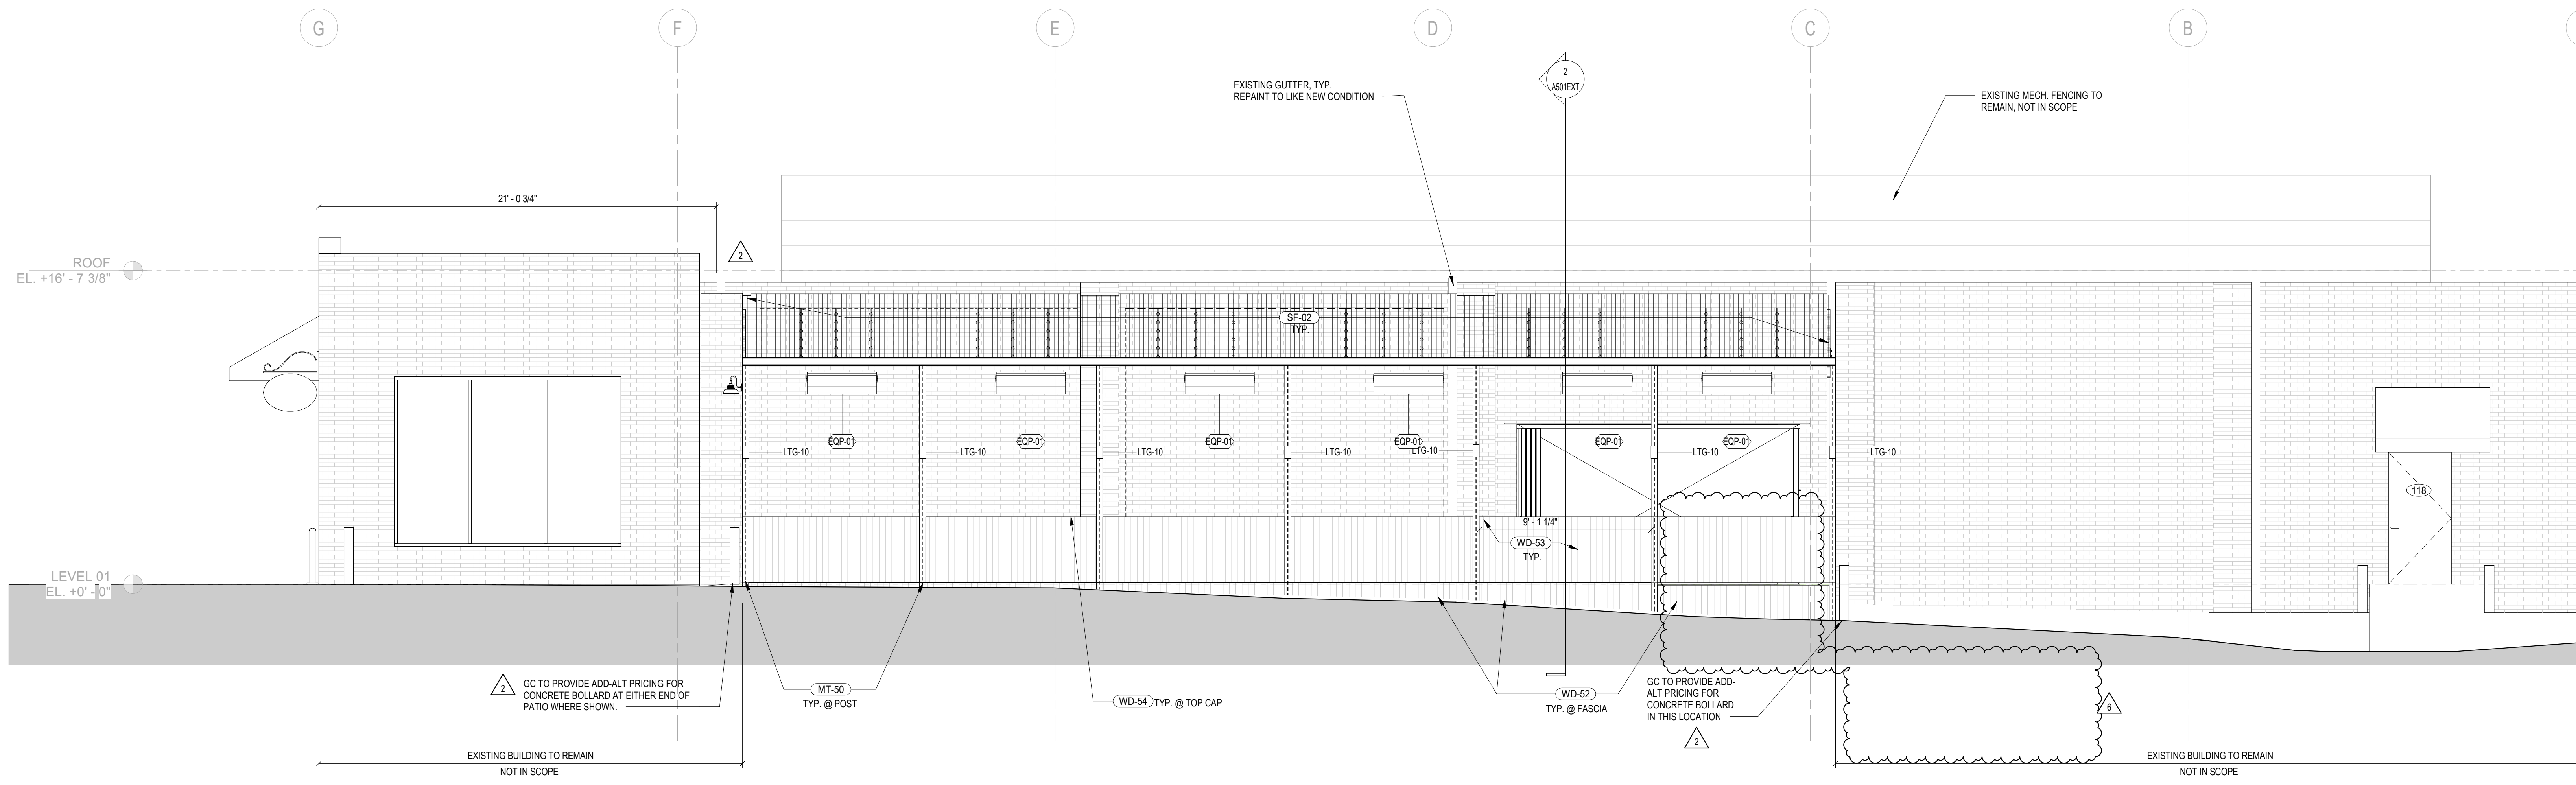 G
F
E
D
C
B
2
A501EXT
EXISTING GUTTER, TYP.
REPAINT TO LIKE NEW CONDITION
EXISTING MECH. FENCING TO
REMAIN, NOT IN SCOPE
21' - 0 3/4"
2
ROOF
EL. +16' - 7 3/8"
SF-02
TYP.
EQP-01
EQP-01
EQP-01
EQP-01
EQP-01
EQP-01
LTG-10
LTG-10
LTG-10
LTG-10
LTG-10
LTG-10
LTG-10
118
9' - 1 1/4"
WD-53
TYP.
LEVEL 01
EL. +0' - 0"
2
GC TO PROVIDE ADD-ALT PRICING FOR
CONCRETE BOLLARD AT EITHER END OF
PATIO WHERE SHOWN.
MT-50
TYP. @ POST
WD-54 TYP. @ TOP CAP
WD-52
TYP. @ FASCIA
GC TO PROVIDE ADD-
ALT PRICING FOR
CONCRETE BOLLARD
IN THIS LOCATION
2
6
EXISTING BUILDING TO REMAIN
NOT IN SCOPE
EXISTING BUILDING TO REMAIN
NOT IN SCOPE